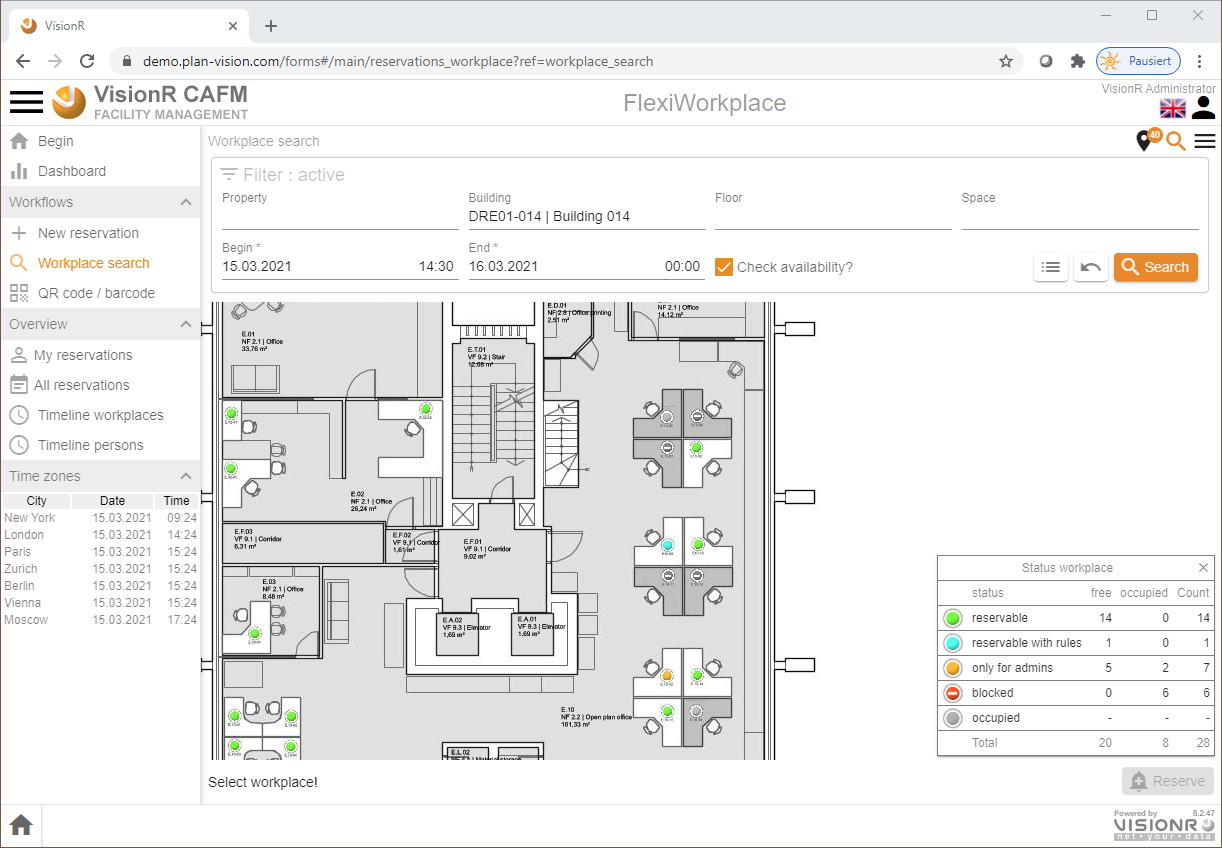 VisionR
demo.plan-vision.com/forms#/main/reservations_workplace?ref=workplace_search
Pausiert
VisionR CAFM
FACILITY MANAGEMENT
FlexiWorkplace
VisionR Administrator
Begin
Dashboard
Workflows
New reservation
Workplace search
QR code / barcode
Overview
My reservations
All reservations
Timeline workplaces
Timeline persons
Time zones
City Date Time
New York 15.03.2021 09:24
London 15.03.2021 14:24
Paris 15.03.2021 15:24
Zurich 15.03.2021 15:24
Berlin 15.03.2021 15:24
Vienna 15.03.2021 15:24
Moscow 15.03.2021 17:24
Workplace search
40
Filter : active
Property Building Floor Space
DRE01-014 | Building 014
Begin * End *
15.03.2021 14:30 16.03.2021 00:00 Check availability? Search
E.01
NF 2.1 | Office
33,76 m²
E.T.01
VF 9.2 | Stair
12,68 m²
E.D.01
NF 2.8 | Office printing
2,51 m²
NF 2.1 | Office
14,12 m²
E.02
NF 2.1 | Office
26,24 m²
E.F.03
VF 9.1 | Corridor
6,31 m²
E.F.02
VF 9.1 | Corridor
1,61 m²
E.F.01
VF 9.1 | Corridor
9,02 m²
E.03
NF 2.1 | Office
8,48 m²
E.A.02
VF 9.3 | Elevator
1,69 m²
E.A.01
VF 9.3 | Elevator
1,69 m²
E.10
NF 2.2 | Open plan office
161,33 m²
E.L.02
Status workplace
status free occupied Count
reservable 14 0 14
reservable with rules 1 0 1
only for admins 5 2 7
blocked 0 6 6
occupied - - -
Total 20 8 28
Select workplace!
Reserve
Powered by 8.2.47
VISIONR
net • your • data